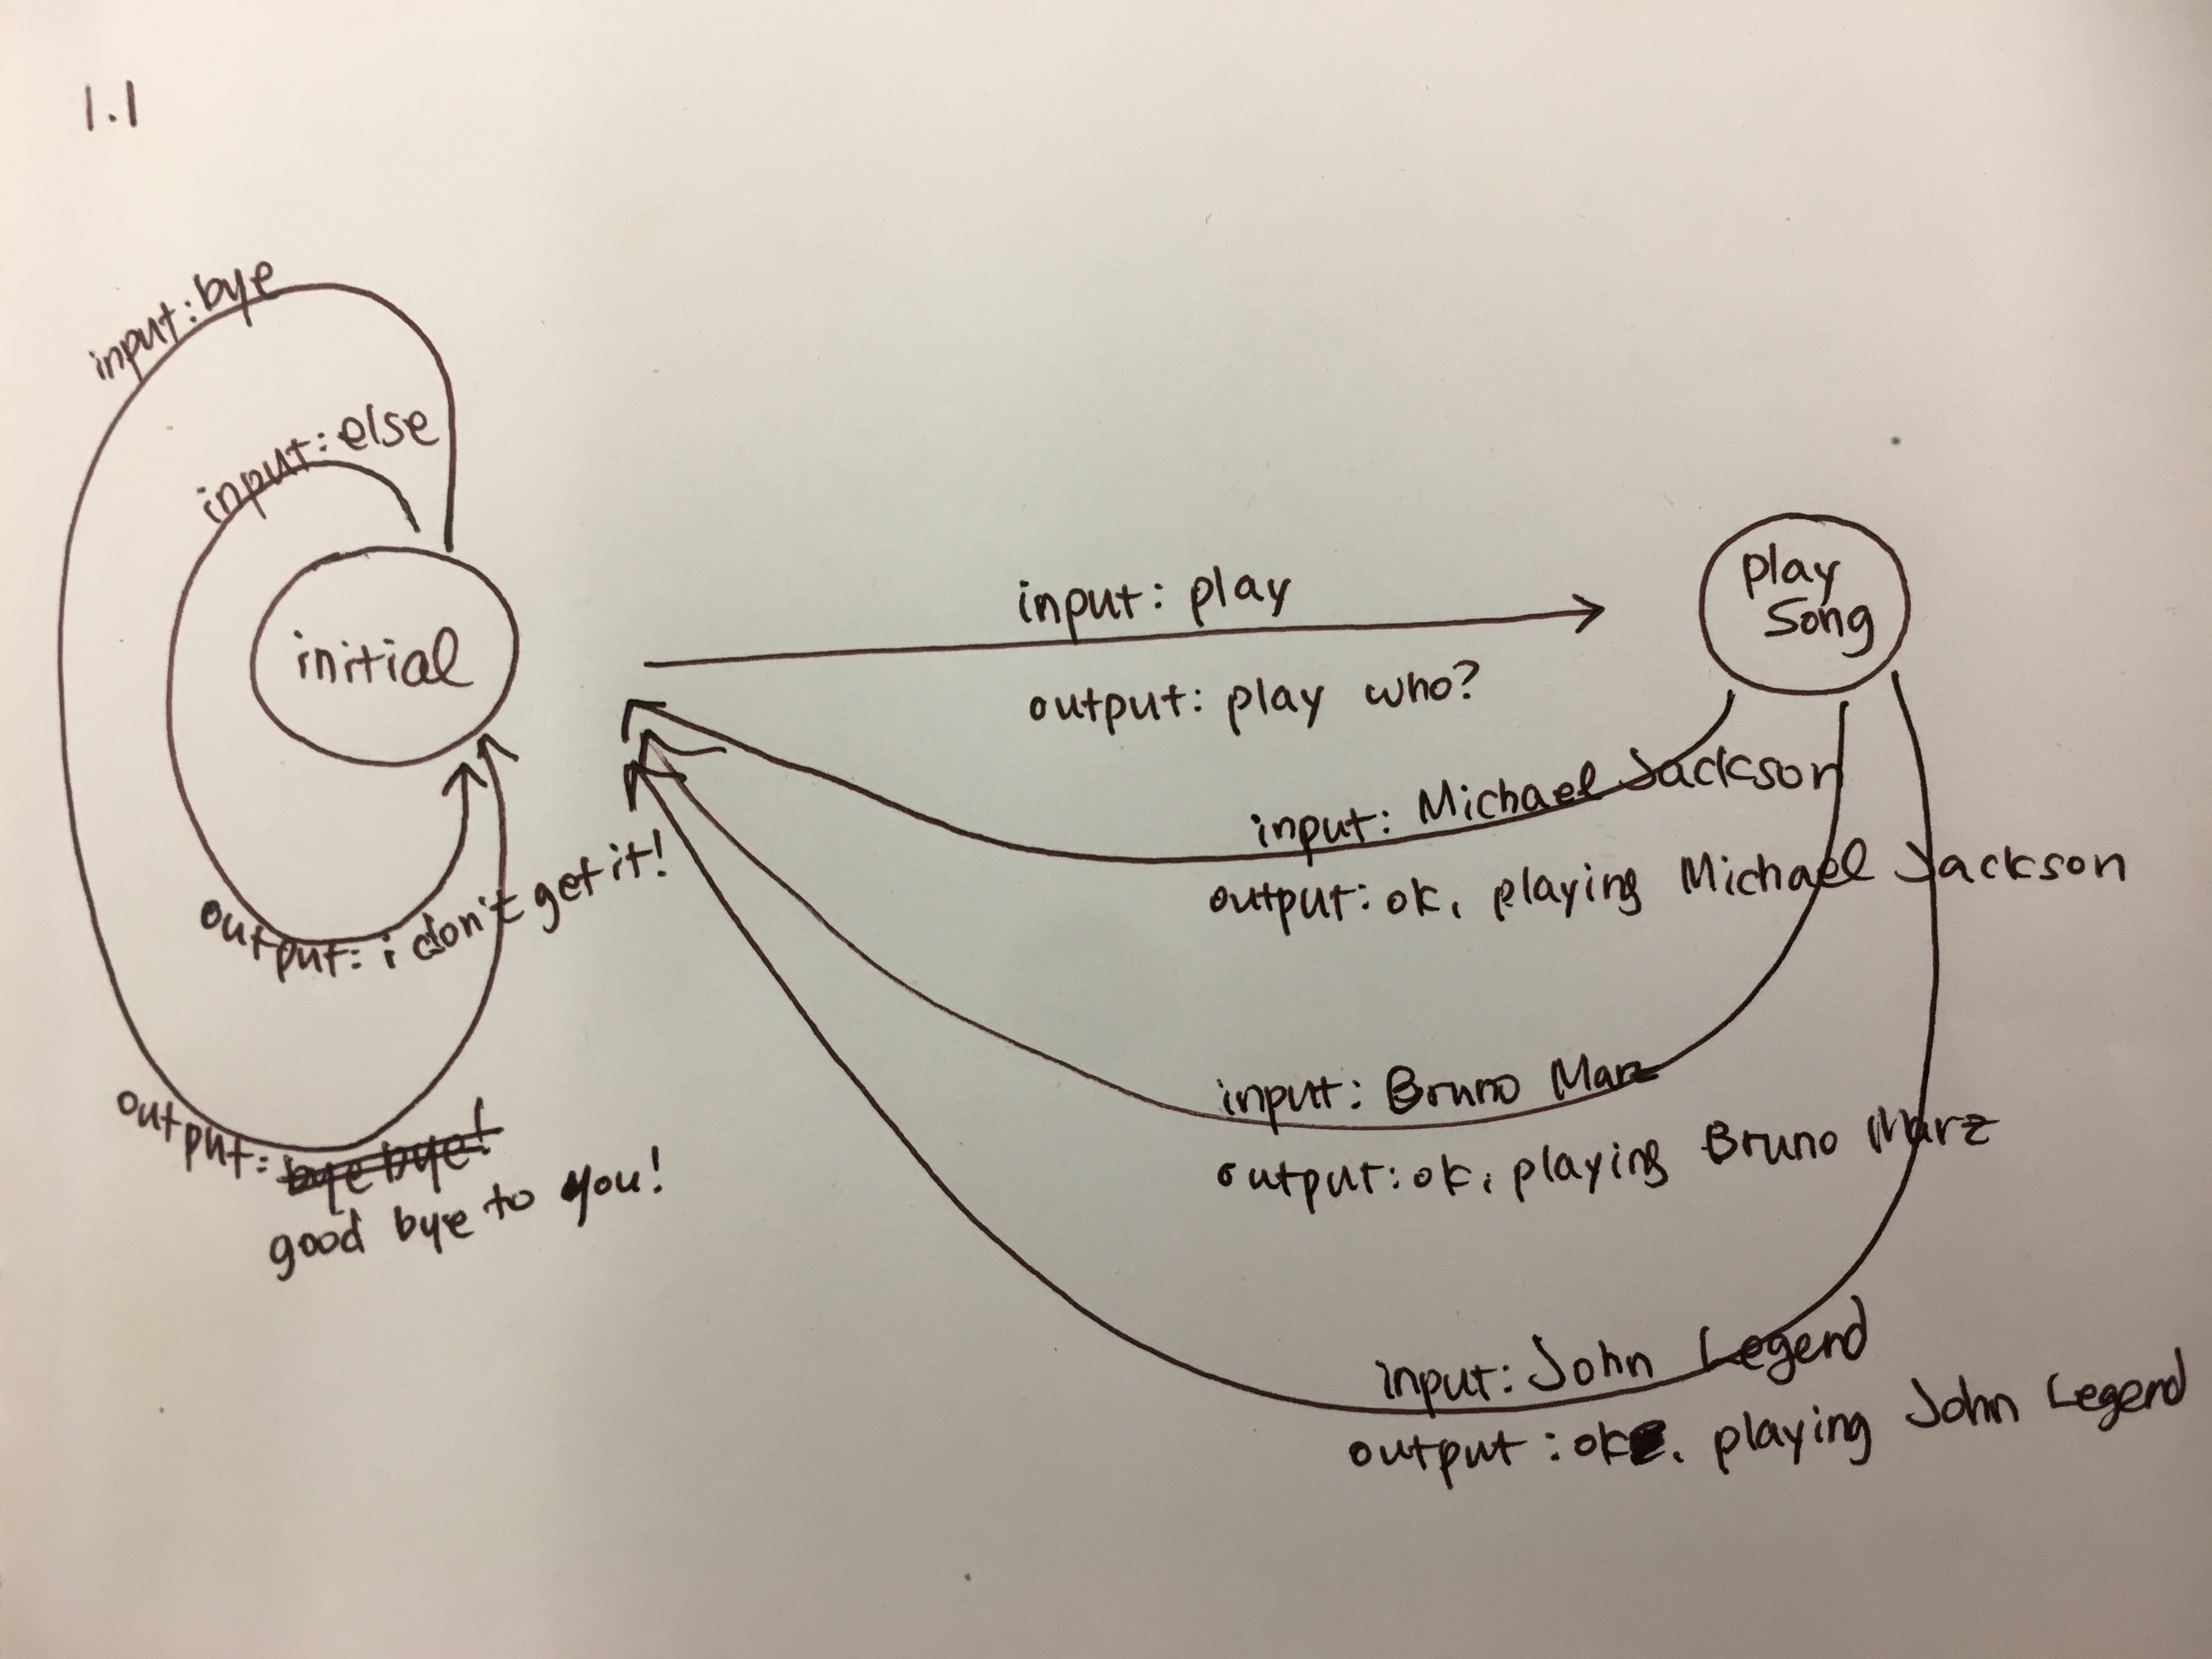 1.1
input: bye
input: else
initial
output: i don't get it!
output: bye bye!
good bye to you!
input: play
output: play who?
play
Song
input: Michael Jackson
output: ok, playing Michael Jackson
input: Bruno Marz
output: ok, playing Bruno Marz
input: John Legend
output: ok, playing John Legend